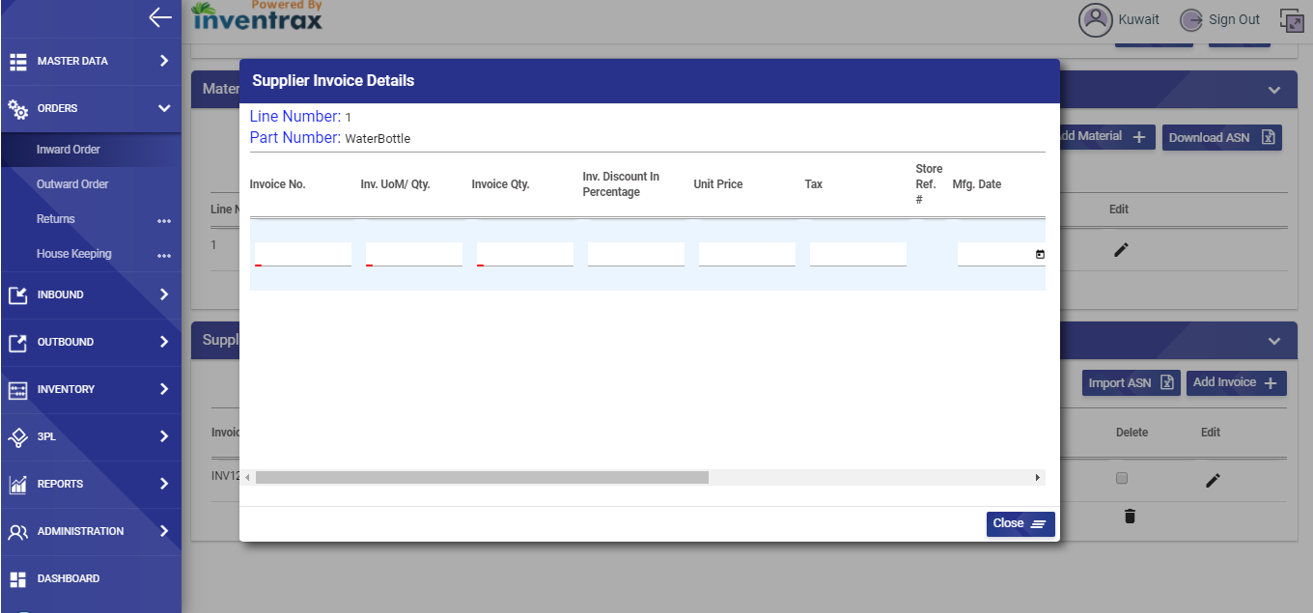 Powered By
inventrax
Kuwait
Sign Out
MASTER DATA
ORDERS
Inward Order
Outward Order
Returns
House Keeping
INBOUND
OUTBOUND
INVENTORY
3PL
REPORTS
ADMINISTRATION
DASHBOARD
Mater
dd Material +
Download ASN
Line N
Edit
1
Supplier Invoice Details
Line Number: 1
Part Number: WaterBottle
Invoice No.
Inv. UoM/ Qty.
Invoice Qty.
Inv. Discount In
Percentage
Unit Price
Tax
Store
Ref.
#
Mfg. Date
Close
Suppl
Import ASN
Add Invoice +
Invoic
Delete
Edit
INV12